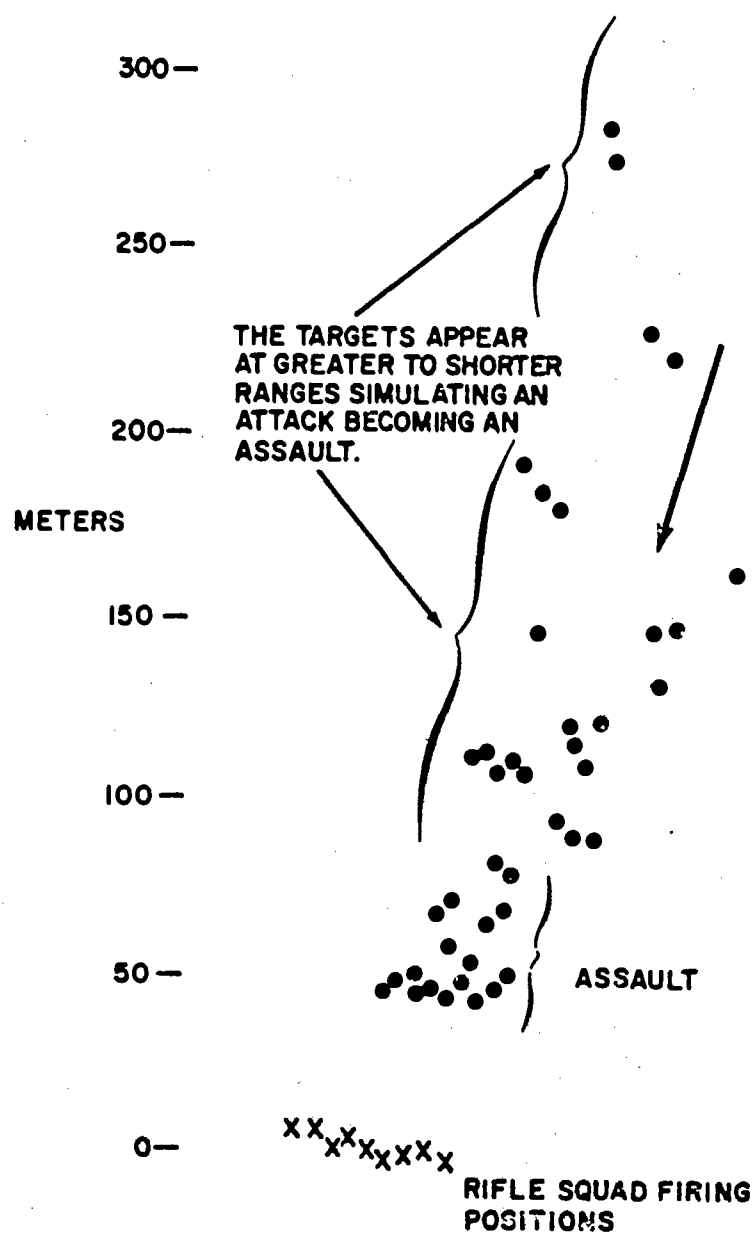 300—
250—
THE TARGETS APPEAR
AT GREATER TO SHORTER
RANGES SIMULATING AN
ATTACK BECOMING AN
ASSAULT.
200—
METERS
150 —
100 —
50 —
ASSAULT
0—
X X X X X X X X X
RIFLE SQUAD FIRING
POSITIONS